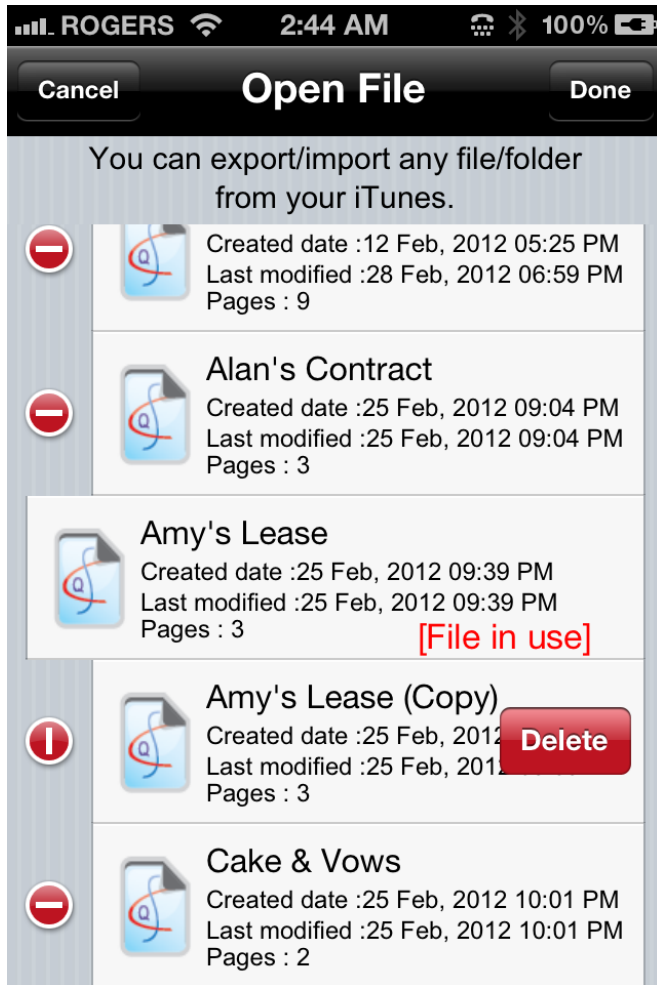 ROGERS 2:44 AM 100%
Cancel Open File Done
You can export/import any file/folder
from your iTunes.
Created date :12 Feb, 2012 05:25 PM
Last modified :28 Feb, 2012 06:59 PM
Pages : 9
Alan's Contract
Created date :25 Feb, 2012 09:04 PM
Last modified :25 Feb, 2012 09:04 PM
Pages : 3
Amy's Lease
Created date :25 Feb, 2012 09:39 PM
Last modified :25 Feb, 2012 09:39 PM
Pages : 3
[File in use]
Amy's Lease (Copy)
Created date :25 Feb, 2012
Delete
Last modified :25 Feb, 2012
Pages : 3
Cake & Vows
Created date :25 Feb, 2012 10:01 PM
Last modified :25 Feb, 2012 10:01 PM
Pages : 2